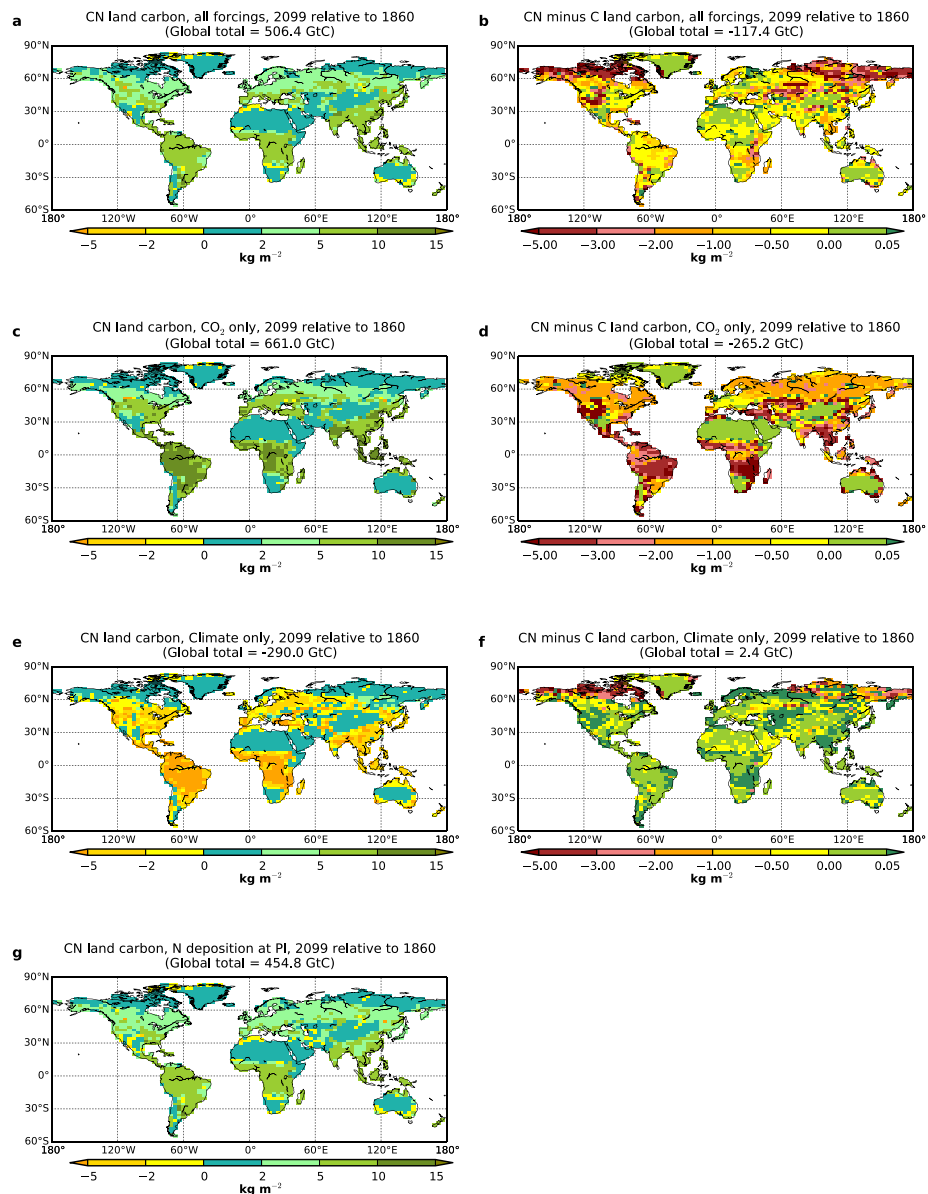 a
CN land carbon, all forcings, 2099 relative to 1860
(Global total = 506.4 GtC)
90°N
60°N
30°N
0°
30°S
60°S
180° 120°W 60°W 0° 60°E 120°E 180°
−5 −2 0 2 5 10 15
kg m⁻²
b
CN minus C land carbon, all forcings, 2099 relative to 1860
(Global total = -117.4 GtC)
90°N
60°N
30°N
0°
30°S
60°S
180° 120°W 60°W 0° 60°E 120°E 180°
−5.00 −3.00 −2.00 −1.00 −0.50 0.00 0.05
kg m⁻²
c
CN land carbon, CO₂ only, 2099 relative to 1860
(Global total = 661.0 GtC)
90°N
60°N
30°N
0°
30°S
60°S
180° 120°W 60°W 0° 60°E 120°E 180°
−5 −2 0 2 5 10 15
kg m⁻²
d
CN minus C land carbon, CO₂ only, 2099 relative to 1860
(Global total = -265.2 GtC)
90°N
60°N
30°N
0°
30°S
60°S
180° 120°W 60°W 0° 60°E 120°E 180°
−5.00 −3.00 −2.00 −1.00 −0.50 0.00 0.05
kg m⁻²
e
CN land carbon, Climate only, 2099 relative to 1860
(Global total = -290.0 GtC)
90°N
60°N
30°N
0°
30°S
60°S
180° 120°W 60°W 0° 60°E 120°E 180°
−5 −2 0 2 5 10 15
kg m⁻²
f
CN minus C land carbon, Climate only, 2099 relative to 1860
(Global total = 2.4 GtC)
90°N
60°N
30°N
0°
30°S
60°S
180° 120°W 60°W 0° 60°E 120°E 180°
−5.00 −3.00 −2.00 −1.00 −0.50 0.00 0.05
kg m⁻²
g
CN land carbon, N deposition at PI, 2099 relative to 1860
(Global total = 454.8 GtC)
90°N
60°N
30°N
0°
30°S
60°S
180° 120°W 60°W 0° 60°E 120°E 180°
−5 −2 0 2 5 10 15
kg m⁻²